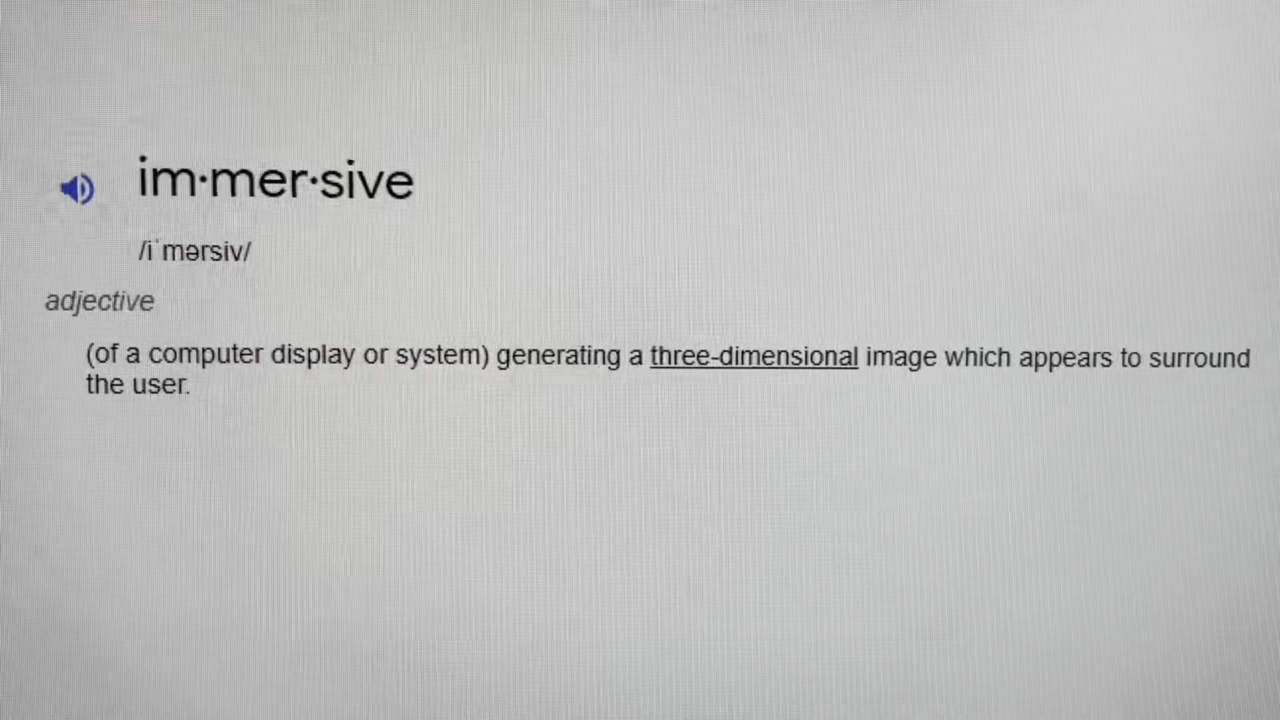 im·mer·sive
/iˈmərsiv/
adjective
(of a computer display or system) generating a three-dimensional image which appears to surround
the user.